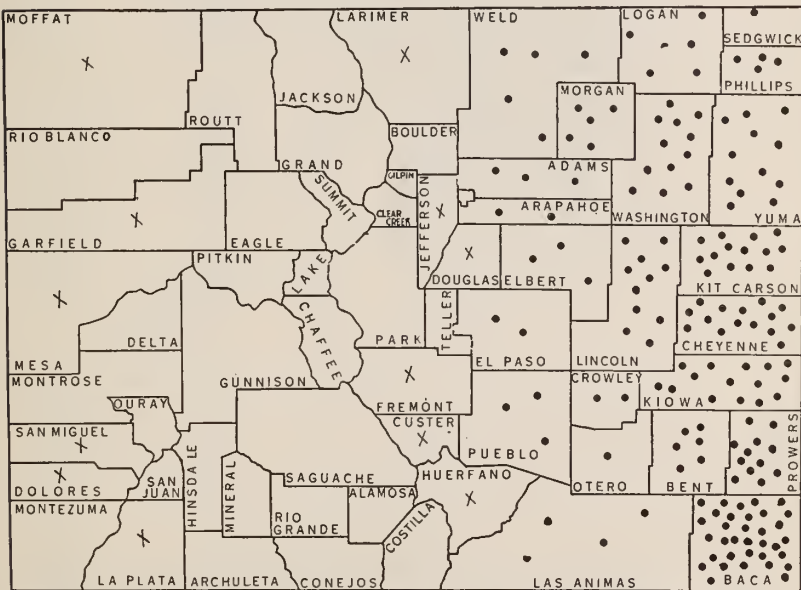 MOFFAT
LARIMER
WELD
LOGAN
SEDGWICK
PHILLIPS
JACKSON
MORGAN
ROUTT
RIO BLANCO
BOULDER
GRAND
ADAMS
GILPIN
SUMMIT
CLEAR
CREEK
JEFFERSON
ARAPAHOE
WASHINGTON
YUMA
GARFIELD
EAGLE
PITKIN
LAKE
DOUGLAS
ELBERT
KIT CARSON
CHAFFEE
TELLER
DELTA
PARK
CHEYENNE
MESA
EL PASO
LINCOLN
MONTROSE
GUNNISON
CROWLEY
OURAY
FREMONT
KIOWA
SAN MIGUEL
CUSTER
PUEBLO
PROWERS
HINSDALE
MINERAL
SAGUACHE
HUERFANO
OTERO
BENT
DOLORES
SAN
JUAN
ALAMOSA
MONTEZUMA
RIO
GRANDE
COSTILLA
LA PLATA
ARCHULETA
CONEJOS
LAS ANIMAS
BACA